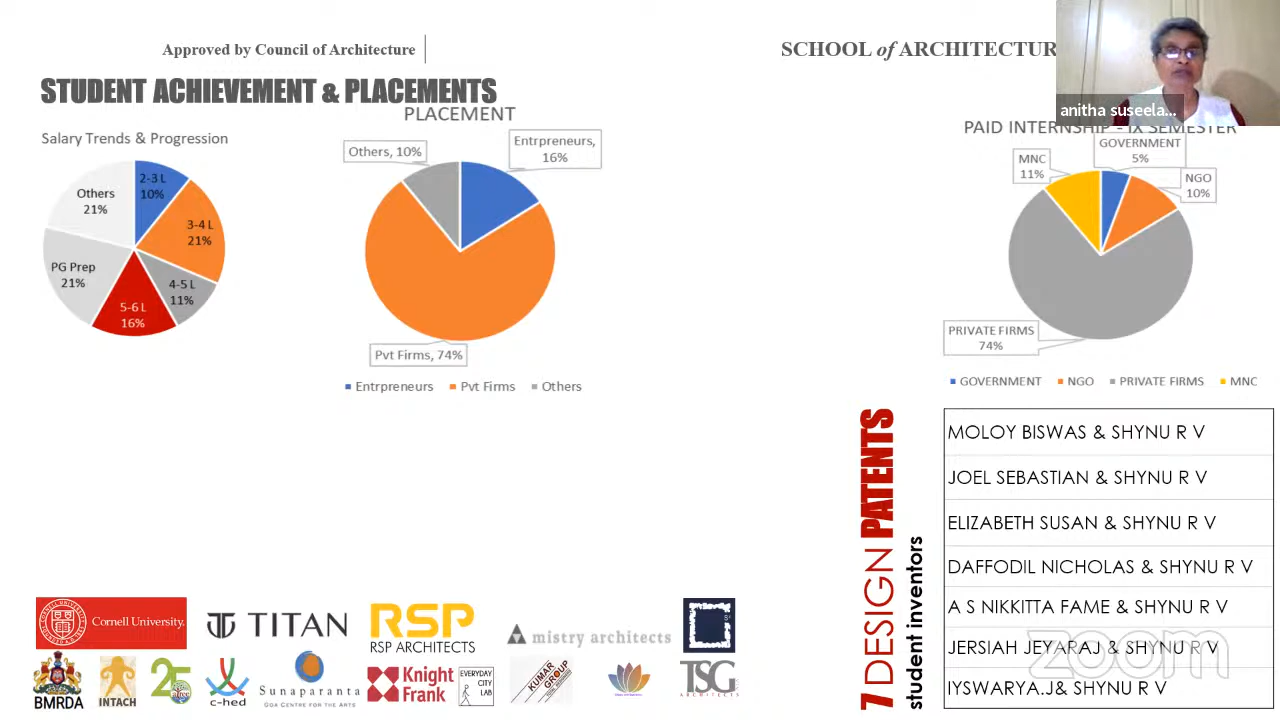 Approved by Council of Architecture
SCHOOL of ARCHITECTUR
anitha suseela...
STUDENT ACHIEVEMENT & PLACEMENTS
Salary Trends & Progression
2-3 L
10%
3-4 L
21%
4-5 L
11%
5-6 L
16%
PG Prep
21%
Others
21%
PLACEMENT
Others, 10%
Entrpreneurs,
16%
Pvt Firms, 74%
Entrpreneurs
Pvt Firms
Others
PAID INTERNSHIP - IX SEMESTER
GOVERNMENT
5%
MNC
11%
NGO
10%
PRIVATE FIRMS
74%
GOVERNMENT
NGO
PRIVATE FIRMS
MNC
7 DESIGN PATENTS
student inventors
MOLOY BISWAS & SHYNU R V
JOEL SEBASTIAN & SHYNU R V
ELIZABETH SUSAN & SHYNU R V
DAFFODIL NICHOLAS & SHYNU R V
A S NIKKITTA FAME & SHYNU R V
JERSIAH JEYARAJ & SHYNU R V
IYSWARYA.J& SHYNU R V
zoom
Cornell University.
TITAN
RSP
RSP ARCHITECTS
mistry architects
BMRDA
INTACH
25
c-hed
Sunaparanta
GOA CENTRE FOR THE ARTS
Knight
Frank
EVERYDAY
CITY
LAB
KUMAR
GROUP
TSG
ARCHITECTS